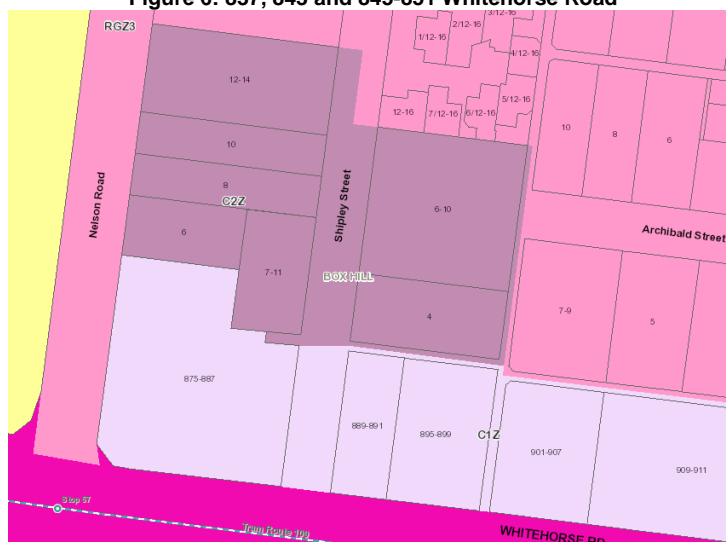 Figure 6: 837, 843 and 849-851 Whitehorse Road
RGZ3
3/12-16
2/12-16
1/12-16
4/12-16
12-14
5/12-16
12-16
7/12-16
6/12-16
10
8
6
10
8
C2Z
6
Nelson Road
Shipley Street
6-10
Archibald Street
7-11
BOX HILL
7-9
5
4
875-887
889-891
895-899
C1Z
901-907
909-911
Stop 57
Tram Route 109
WHITEHORSE RD